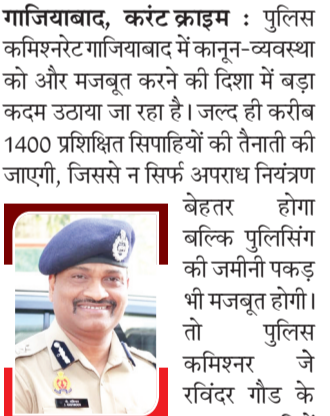 गाजियाबाद, करंट क्राइम : पुलिस
कमिश्नरेट गाजियाबाद में कानून-व्यवस्था
को और मजबूत करने की दिशा में बड़ा
कदम उठाया जा रहा है। जल्द ही करीब
1400 प्रशिक्षित सिपाहियों की तैनाती की
जाएगी, जिससे न सिर्फ अपराध नियंत्रण
बेहतर होगा
बल्कि पुलिसिंग
की जमीनी पकड़
भी मजबूत होगी।
तो पुलिस
कमिश्नर जे
रविंदर गौड के